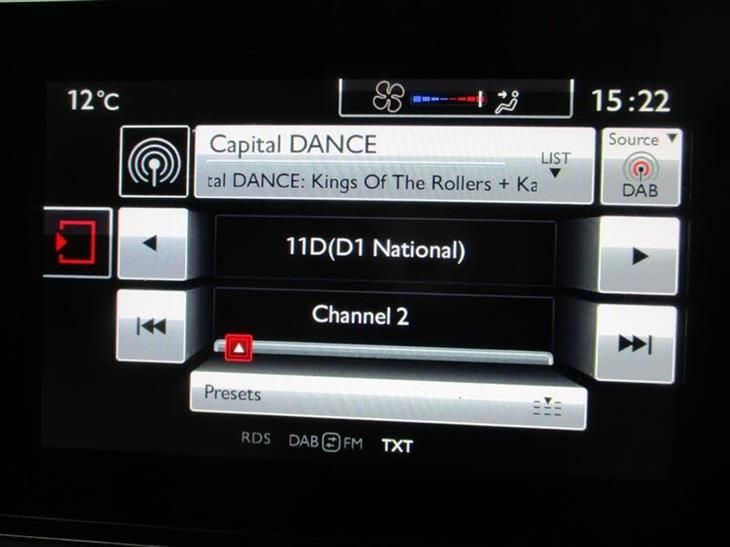 12°C
15:22
Capital DANCE
LIST
Source
tal DANCE: Kings Of The Rollers + Ka
DAB
11D(D1 National)
Channel 2
Presets
RDS DAB FM TXT